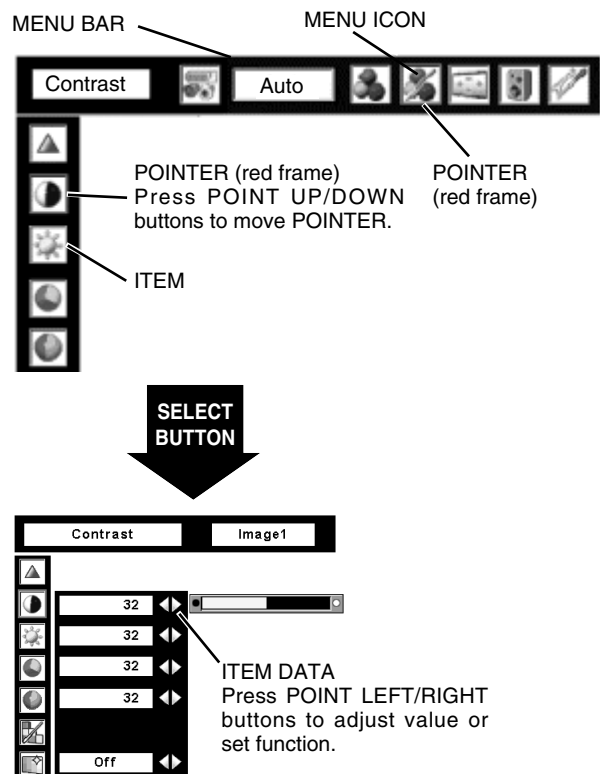 MENU BAR
MENU ICON
Contrast
Auto
POINTER (red frame)
Press POINT UP/DOWN
buttons to move POINTER.
POINTER
(red frame)
ITEM
SELECT
BUTTON
Contrast
Image1
32
32
32
32
Off
ITEM DATA
Press POINT LEFT/RIGHT
buttons to adjust value or
set function.